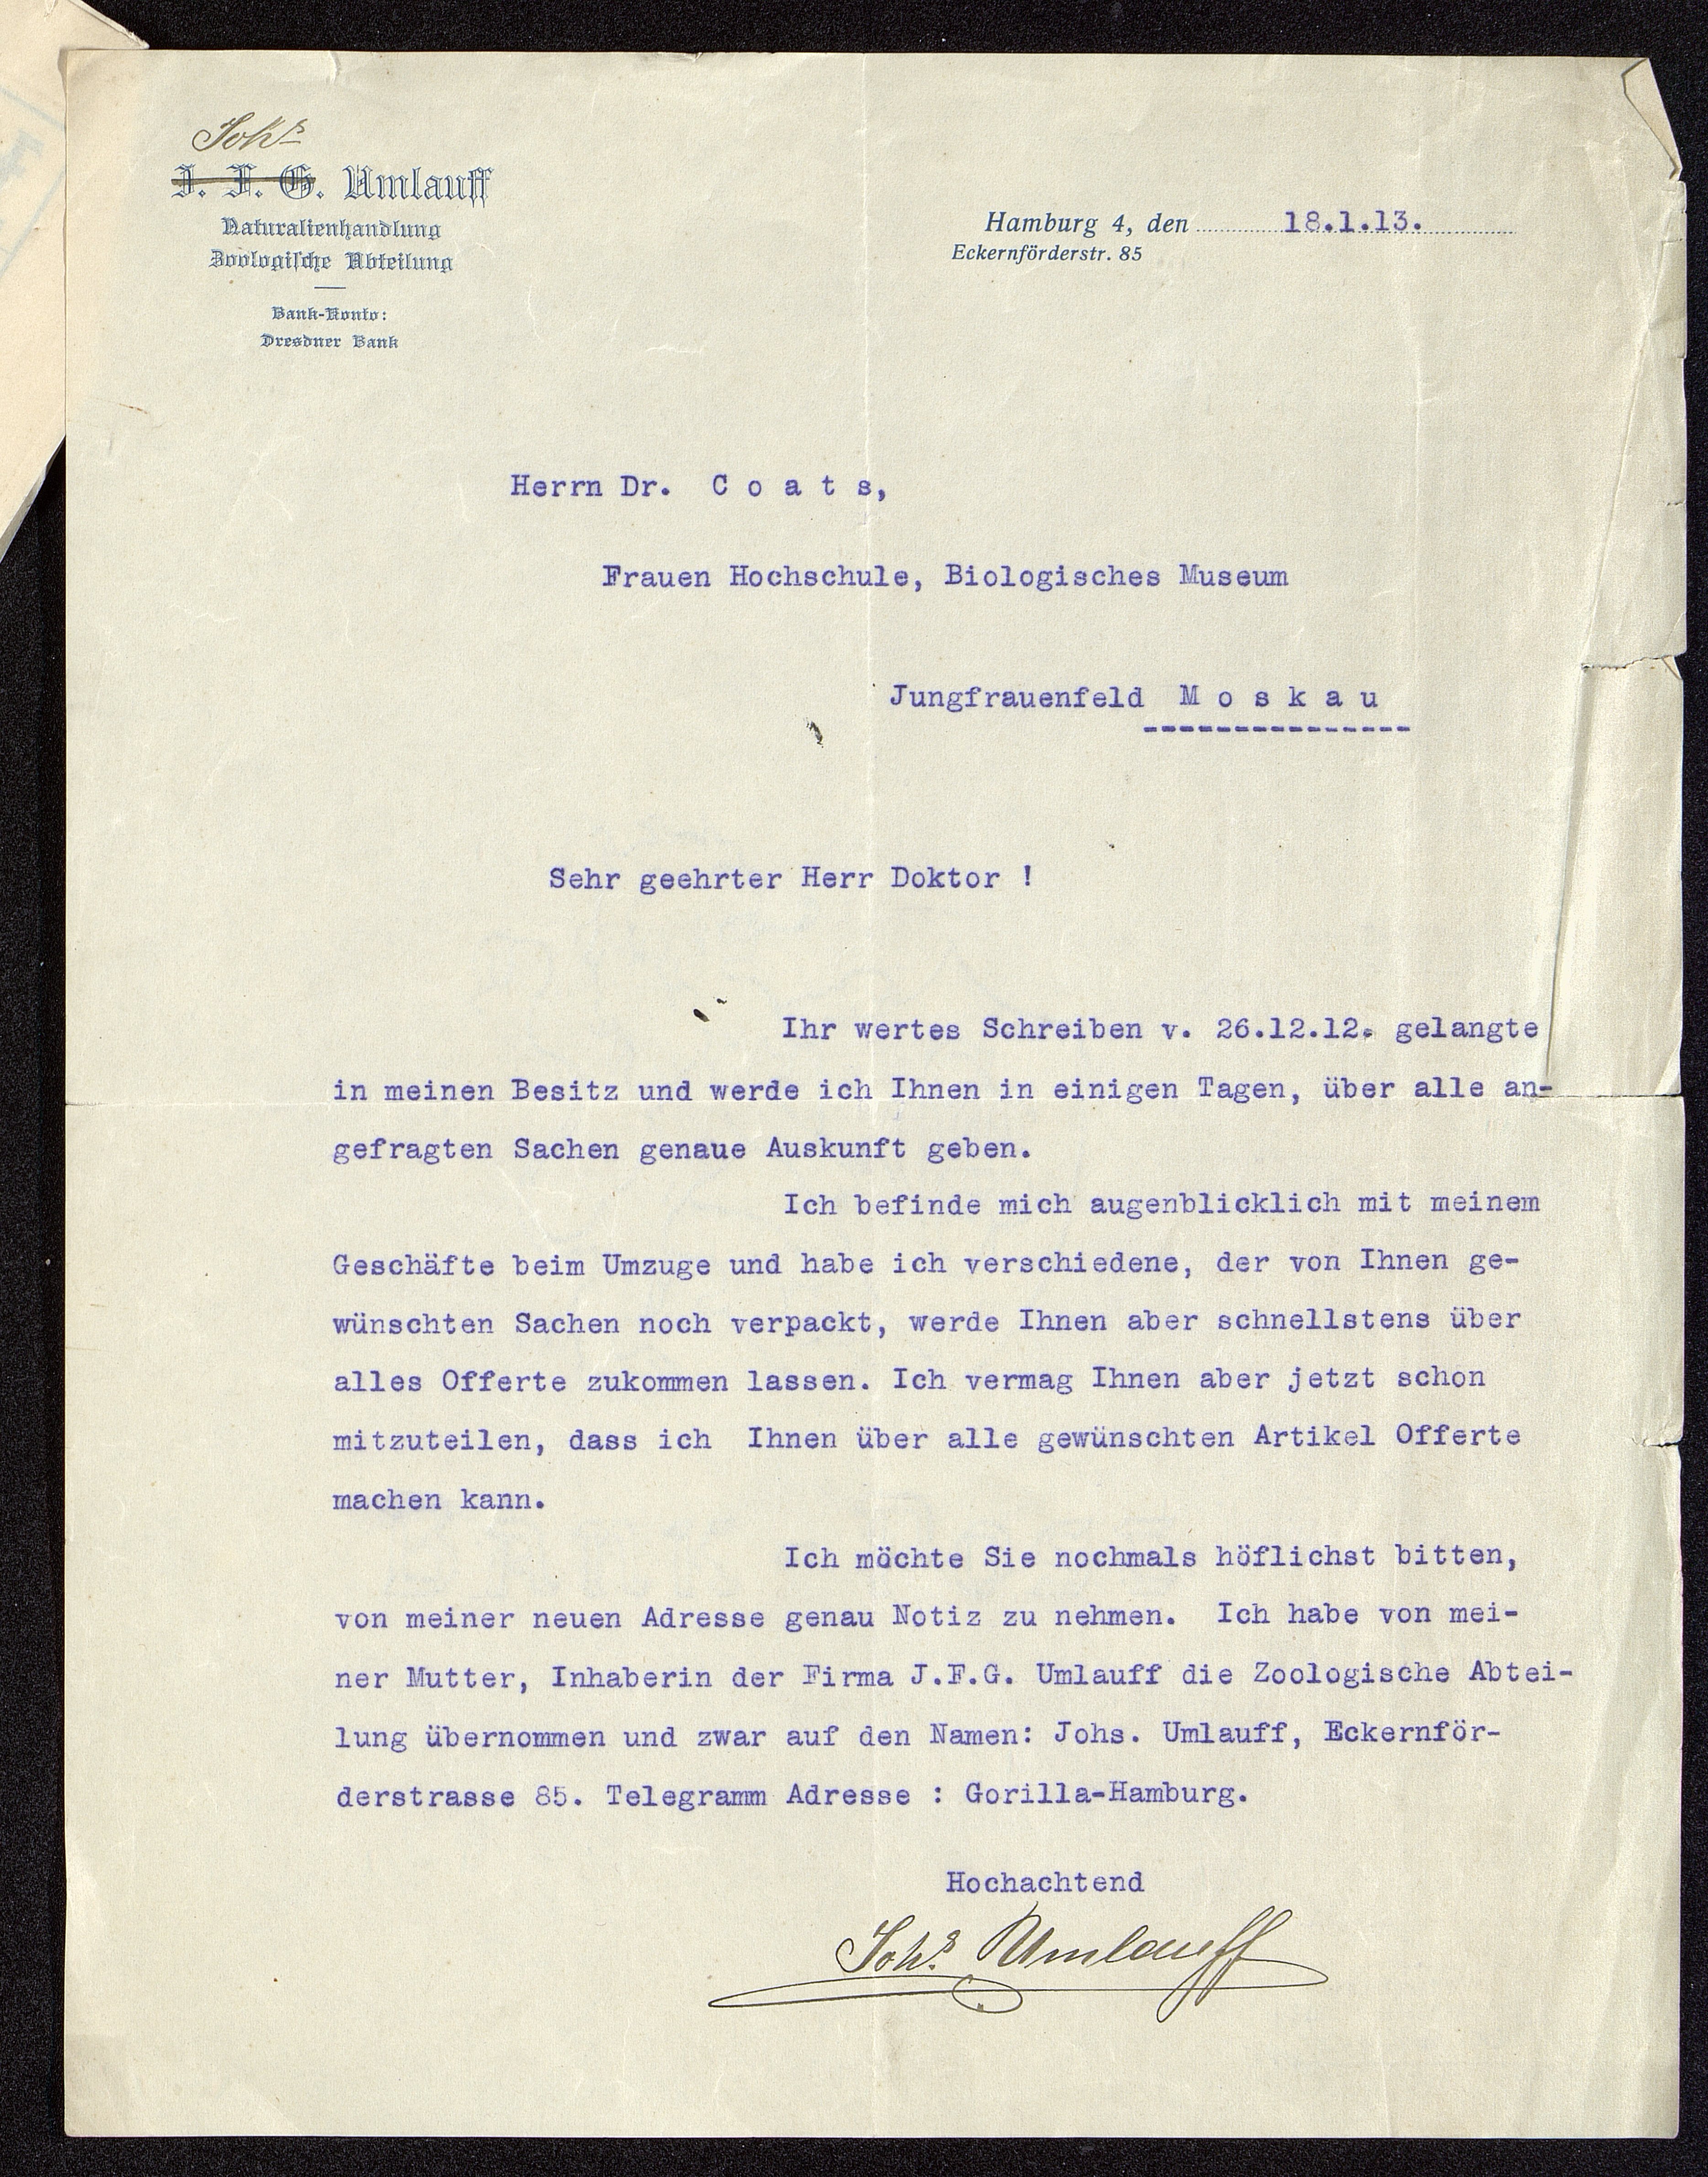 Johs
J. F. G. Umlauff
Naturalienhandlung
Zoologische Abteilung
Bank-Konto:
Dresdner Bank
Hamburg 4, den 18.1.13.
Eckernförderstr. 85
Herrn Dr. C o a t s,
Frauen Hochschule, Biologisches Museum
Jungfrauenfeld M o s k a u
Sehr geehrter Herr Doktor !
Ihr wertes Schreiben v. 26.12.12. gelangte
in meinen Besitz und werde ich Ihnen in einigen Tagen, über alle an-
gefragten Sachen genaue Auskunft geben.
Ich befinde mich augenblicklich mit meinem
Geschäfte beim Umzuge und habe ich verschiedene, der von Ihnen ge-
wünschten Sachen noch verpackt, werde Ihnen aber schnellstens über
alles Offerte zukommen lassen. Ich vermag Ihnen aber jetzt schon
mitzuteilen, dass ich Ihnen über alle gewünschten Artikel Offerte
machen kann.
Ich möchte Sie nochmals höflichst bitten,
von meiner neuen Adresse genau Notiz zu nehmen. Ich habe von mei-
ner Mutter, Inhaberin der Firma J.F.G. Umlauff die Zoologische Abtei-
lung übernommen und zwar auf den Namen: Johs. Umlauff, Eckernför-
derstrasse 85. Telegramm Adresse : Gorilla-Hamburg.
Hochachtend
Johs. Umlauff